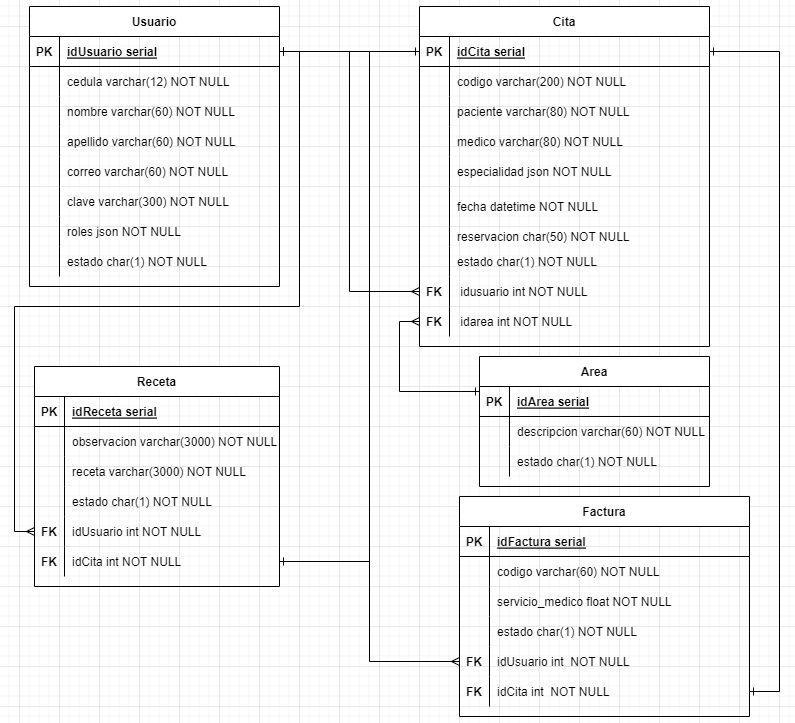 Usuario
PK idUsuario serial
cedula varchar(12) NOT NULL
nombre varchar(60) NOT NULL
apellido varchar(60) NOT NULL
correo varchar(60) NOT NULL
clave varchar(300) NOT NULL
roles json NOT NULL
estado char(1) NOT NULL
Cita
PK idCita serial
codigo varchar(200) NOT NULL
paciente varchar(80) NOT NULL
medico varchar(80) NOT NULL
especialidad json NOT NULL
fecha datetime NOT NULL
reservacion char(50) NOT NULL
estado char(1) NOT NULL
FK idusuario int NOT NULL
FK idarea int NOT NULL
Receta
PK idReceta serial
observacion varchar(3000) NOT NULL
receta varchar(3000) NOT NULL
estado char(1) NOT NULL
FK idUsuario int NOT NULL
FK idCita int NOT NULL
Area
PK idArea serial
descripcion varchar(60) NOT NULL
estado char(1) NOT NULL
Factura
PK idFactura serial
codigo varchar(60) NOT NULL
servicio_medico float NOT NULL
estado char(1) NOT NULL
FK idUsuario int NOT NULL
FK idCita int NOT NULL